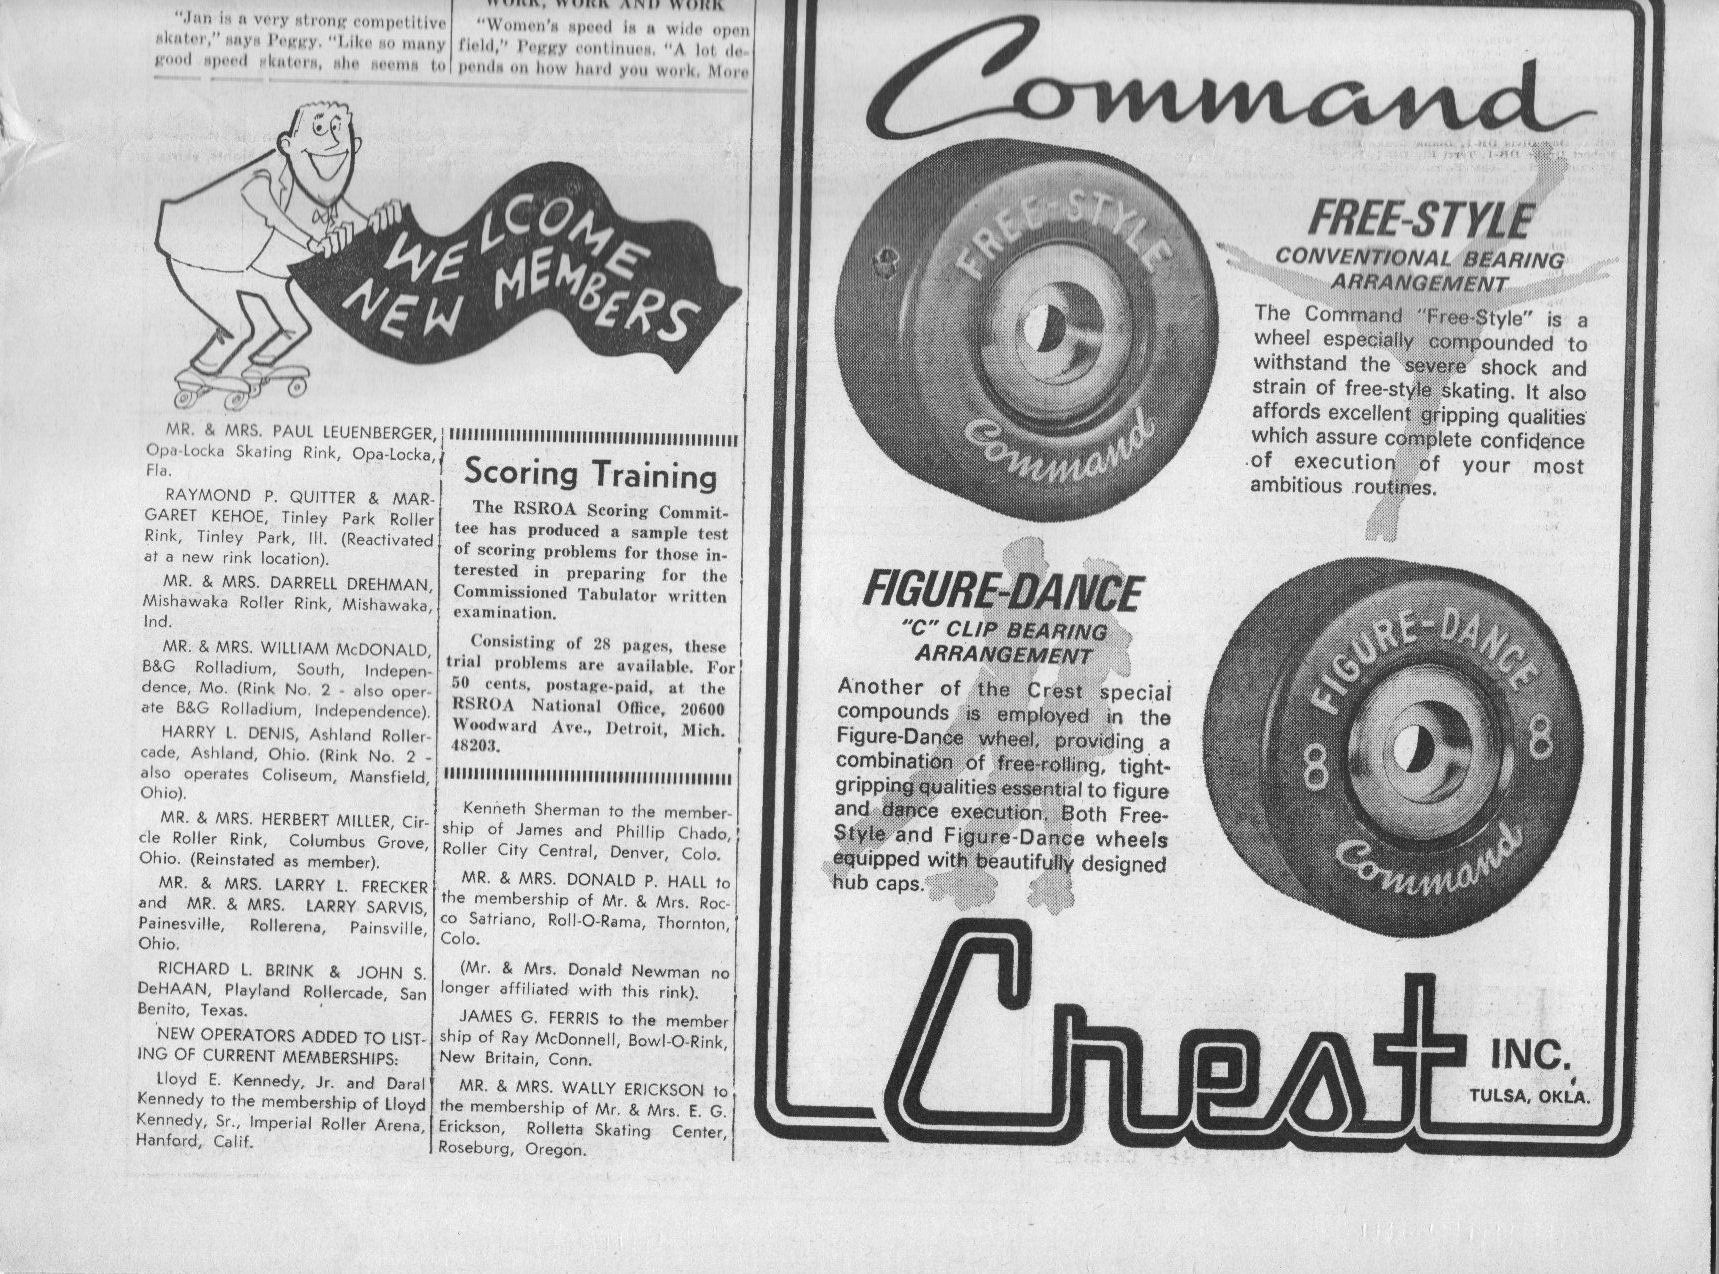 WORK, WORK AND WORK
"Jan is a very strong competitive
skater," says Peggy. "Like so many
good speed skaters, she seems to
"Women's speed is a wide open
field," Peggy continues. "A lot de-
pends on how hard you work. More
WELCOME
NEW MEMBERS
MR. & MRS. PAUL LEUENBERGER,
Opa-Locka Skating Rink, Opa-Locka,
Fla.
RAYMOND P. QUITTER & MAR-
GARET KEHOE, Tinley Park Roller
Rink, Tinley Park, Ill. (Reactivated
at a new rink location).
MR. & MRS. DARRELL DREHMAN,
Mishawaka Roller Rink, Mishawaka,
Ind.
MR. & MRS. WILLIAM McDONALD,
B&G Rolladium, South, Indepen-
dence, Mo. (Rink No. 2 - also oper-
ate B&G Rolladium, Independence).
HARRY L. DENIS, Ashland Roller-
cade, Ashland, Ohio. (Rink No. 2 -
also operates Coliseum, Mansfield,
Ohio).
MR. & MRS. HERBERT MILLER, Cir-
cle Roller Rink, Columbus Grove,
Ohio. (Reinstated as member).
MR. & MRS. LARRY L. FRECKER
and MR. & MRS. LARRY SARVIS,
Painesville, Rollerena, Painsville,
Ohio.
RICHARD L. BRINK & JOHN S.
DeHAAN, Playland Rollercade, San
Benito, Texas.
NEW OPERATORS ADDED TO LIST-
ING OF CURRENT MEMBERSHIPS:
Lloyd E. Kennedy, Jr. and Daral
Kennedy to the membership of Lloyd
Kennedy, Sr., Imperial Roller Arena,
Hanford, Calif.
Scoring Training
The RSROA Scoring Commit-
tee has produced a sample test
of scoring problems for those in-
terested in preparing for the
Commissioned Tabulator written
examination.
Consisting of 28 pages, these
trial problems are available. For
50 cents, postage-paid, at the
RSROA National Office, 20600
Woodward Ave., Detroit, Mich.
48203.
Kenneth Sherman to the member-
ship of James and Phillip Chado,
Roller City Central, Denver, Colo.
MR. & MRS. DONALD P. HALL to
the membership of Mr. & Mrs. Roc-
co Satriano, Roll-O-Rama, Thornton,
Colo.
(Mr. & Mrs. Donald Newman no
longer affiliated with this rink).
JAMES G. FERRIS to the member
ship of Ray McDonnell, Bowl-O-Rink,
New Britain, Conn.
MR. & MRS. WALLY ERICKSON to
the membership of Mr. & Mrs. E. G.
Erickson, Rolletta Skating Center,
Roseburg, Oregon.
Command
FREE-STYLE
Command
FREE-STYLE
CONVENTIONAL BEARING
ARRANGEMENT
The Command "Free-Style" is a
wheel especially compounded to
withstand the severe shock and
strain of free-style skating. It also
affords excellent gripping qualities
which assure complete confidence
of execution of your most
ambitious routines.
FIGURE-DANCE
"C" CLIP BEARING
ARRANGEMENT
Another of the Crest special
compounds is employed in the
Figure-Dance wheel, providing a
combination of free-rolling, tight-
gripping qualities essential to figure
and dance execution. Both Free-
Style and Figure-Dance wheels
equipped with beautifully designed
hub caps.
FIGURE-DANCE
8 8
Command
Crest INC.
TULSA, OKLA.